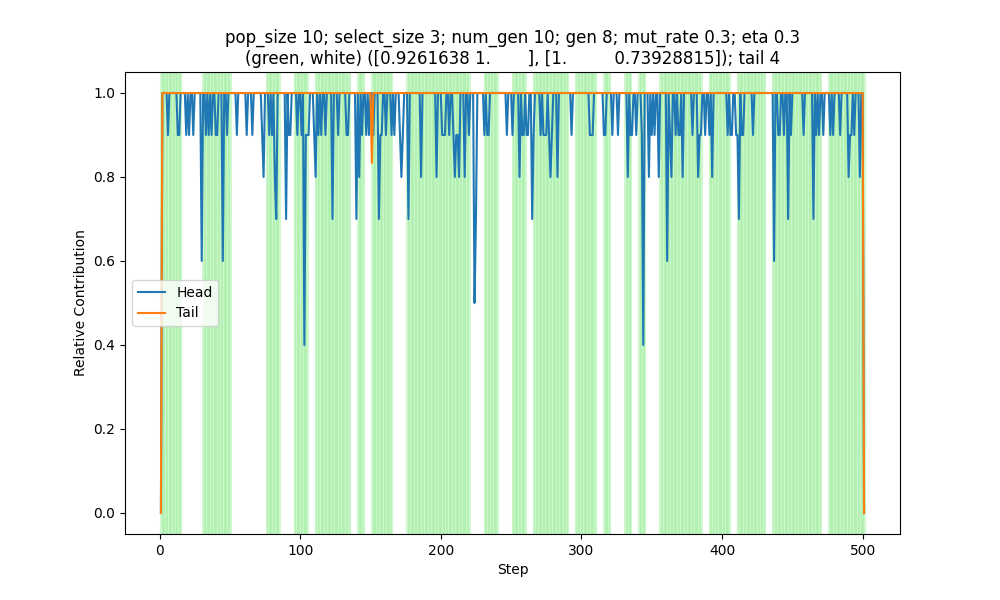 pop_size 10; select_size 3; num_gen 10; gen 8; mut_rate 0.3; eta 0.3
(green, white) ([0.9261638 1.       ], [1.         0.73928815]); tail 4
1.0
0.8
0.6
0.4
0.2
0.0
Relative Contribution
Head
Tail
0
100
200
300
400
500
Step